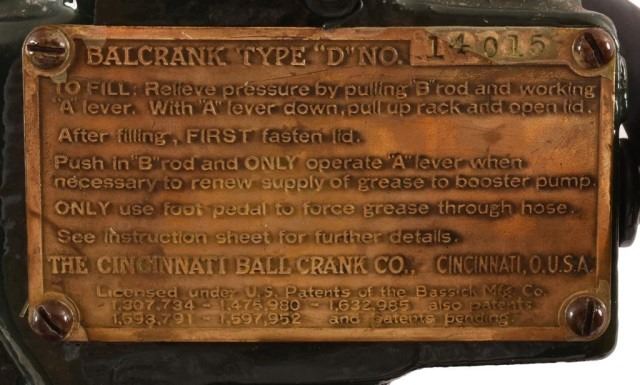 BALCRANK TYPE "D" NO. 14015
TO FILL: Relieve pressure by pulling "B" rod and working
"A" lever. With "A" lever down, pull up rack and open lid.
After filling, FIRST fasten lid.
Push in "B" rod and ONLY operate "A" lever when
necessary to renew supply of grease to booster pump.
ONLY use foot pedal to force grease through hose.
See instruction sheet for further details.
THE CINCINNATI BALL CRANK CO., CINCINNATI, O. U.S.A.
Licensed under U.S. Patents of the Bassick Mfg. Co.
1,307,734 - 1,475,980 - 1,632,985 also patents
1,593,791 - 1,597,952 and patents pending.